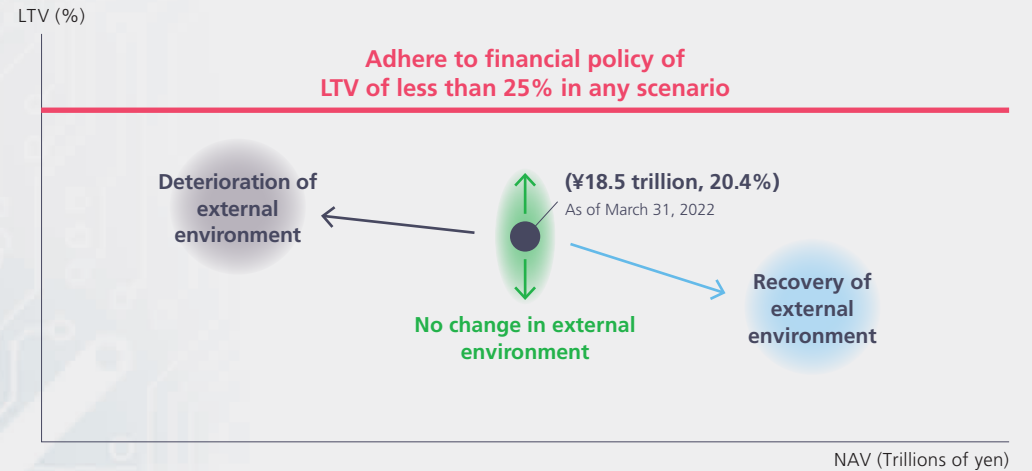 LTV (%)
Adhere to financial policy of
LTV of less than 25% in any scenario
Deterioration of
external
environment
(¥18.5 trillion, 20.4%)
As of March 31, 2022
No change in external
environment
Recovery of
external
environment
NAV (Trillions of yen)